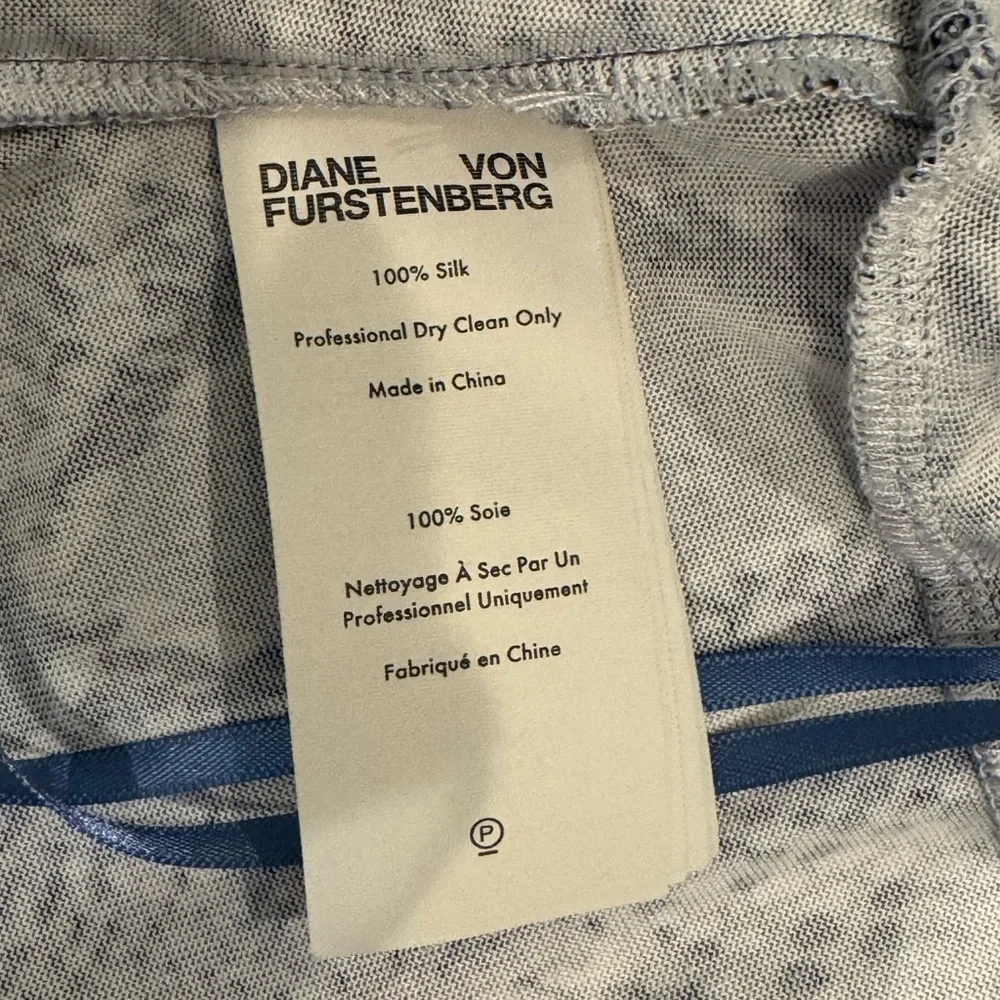 DIANE VON
FURSTENBERG
100% Silk
Professional Dry Clean Only
Made in China
100% Soie
Nettoyage À Sec Par Un
Professionnel Uniquement
Fabriqué en Chine
P